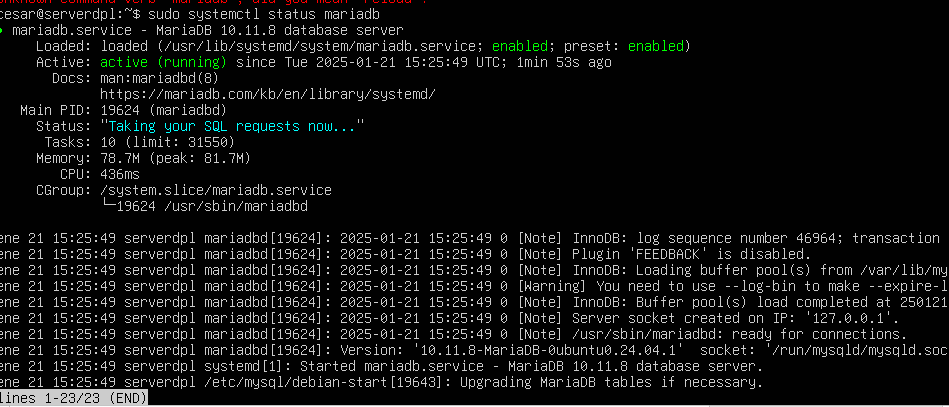 cesar@serverdpl:~$ sudo systemctl status mariadb
● mariadb.service - MariaDB 10.11.8 database server
Loaded: loaded (/usr/lib/systemd/system/mariadb.service; enabled; preset: enabled)
Active: active (running) since Tue 2025-01-21 15:25:49 UTC; 1min 53s ago
Docs: man:mariadbd(8)
https://mariadb.com/kb/en/library/systemd/
Main PID: 19624 (mariadbd)
Status: "Taking your SQL requests now..."
Tasks: 10 (limit: 31550)
Memory: 78.7M (peak: 81.7M)
CPU: 436ms
CGroup: /system.slice/mariadb.service
└─19624 /usr/sbin/mariadbd
ene 21 15:25:49 serverdpl mariadbd[19624]: 2025-01-21 15:25:49 0 [Note] InnoDB: log sequence number 46964; transaction
ene 21 15:25:49 serverdpl mariadbd[19624]: 2025-01-21 15:25:49 0 [Note] Plugin 'FEEDBACK' is disabled.
ene 21 15:25:49 serverdpl mariadbd[19624]: 2025-01-21 15:25:49 0 [Note] InnoDB: Loading buffer pool(s) from /var/lib/my
ene 21 15:25:49 serverdpl mariadbd[19624]: 2025-01-21 15:25:49 0 [Warning] You need to use --log-bin to make --expire-l
ene 21 15:25:49 serverdpl mariadbd[19624]: 2025-01-21 15:25:49 0 [Note] InnoDB: Buffer pool(s) load completed at 250121
ene 21 15:25:49 serverdpl mariadbd[19624]: 2025-01-21 15:25:49 0 [Note] Server socket created on IP: '127.0.0.1'.
ene 21 15:25:49 serverdpl mariadbd[19624]: 2025-01-21 15:25:49 0 [Note] /usr/sbin/mariadbd: ready for connections.
ene 21 15:25:49 serverdpl mariadbd[19624]: Version: '10.11.8-MariaDB-0ubuntu0.24.04.1'  socket: '/run/mysqld/mysqld.soc
ene 21 15:25:49 serverdpl systemd[1]: Started mariadb.service - MariaDB 10.11.8 database server.
ene 21 15:25:49 serverdpl /etc/mysql/debian-start[19643]: Upgrading MariaDB tables if necessary.
lines 1-23/23 (END)